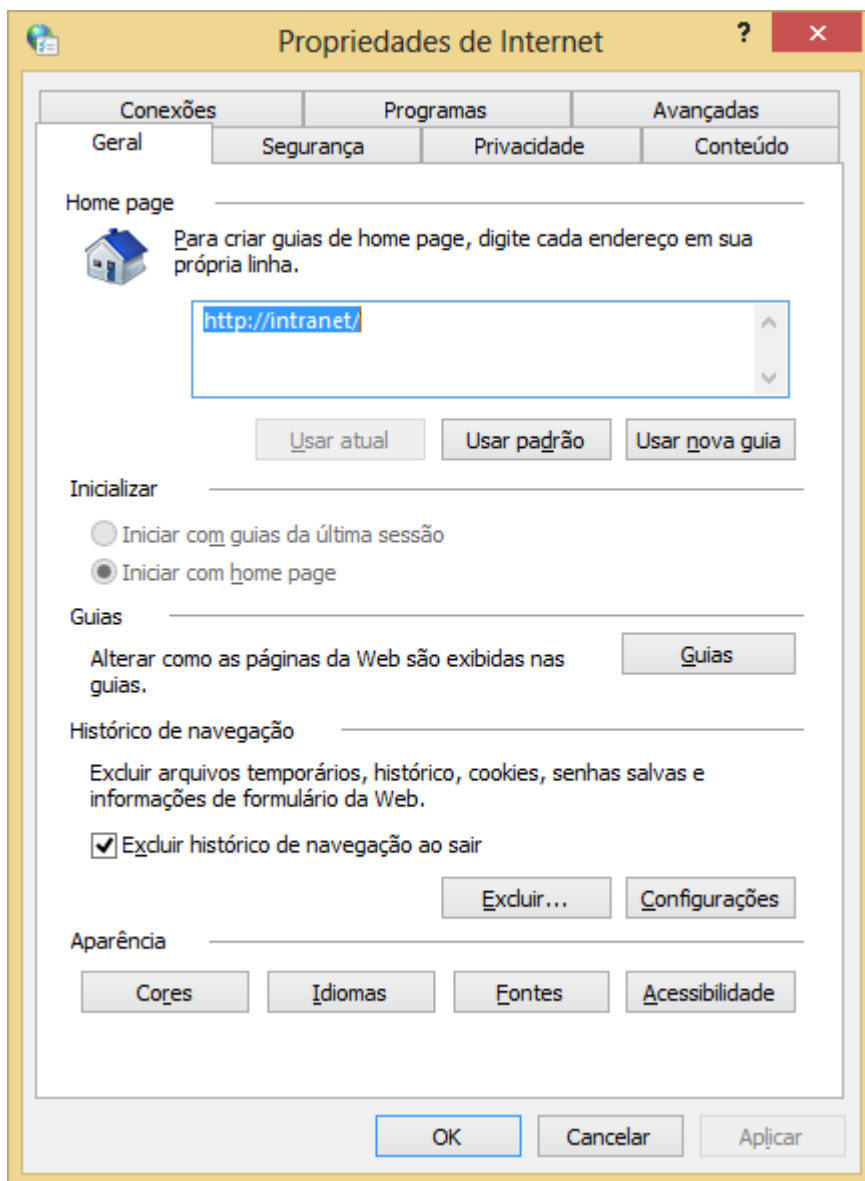 Propriedades de Internet
?
Conexões Programas Avançadas
Geral Segurança Privacidade Conteúdo
Home page
Para criar guias de home page, digite cada endereço em sua
própria linha.
http://intranet/
Usar atual Usar padrão Usar nova guia
Inicializar
Iniciar com guias da última sessão
Iniciar com home page
Guias
Alterar como as páginas da Web são exibidas nas
guias.
Guias
Histórico de navegação
Excluir arquivos temporários, histórico, cookies, senhas salvas e
informações de formulário da Web.
Excluir histórico de navegação ao sair
Excluir... Configurações
Aparência
Cores Idiomas Fontes Acessibilidade
OK Cancelar Aplicar